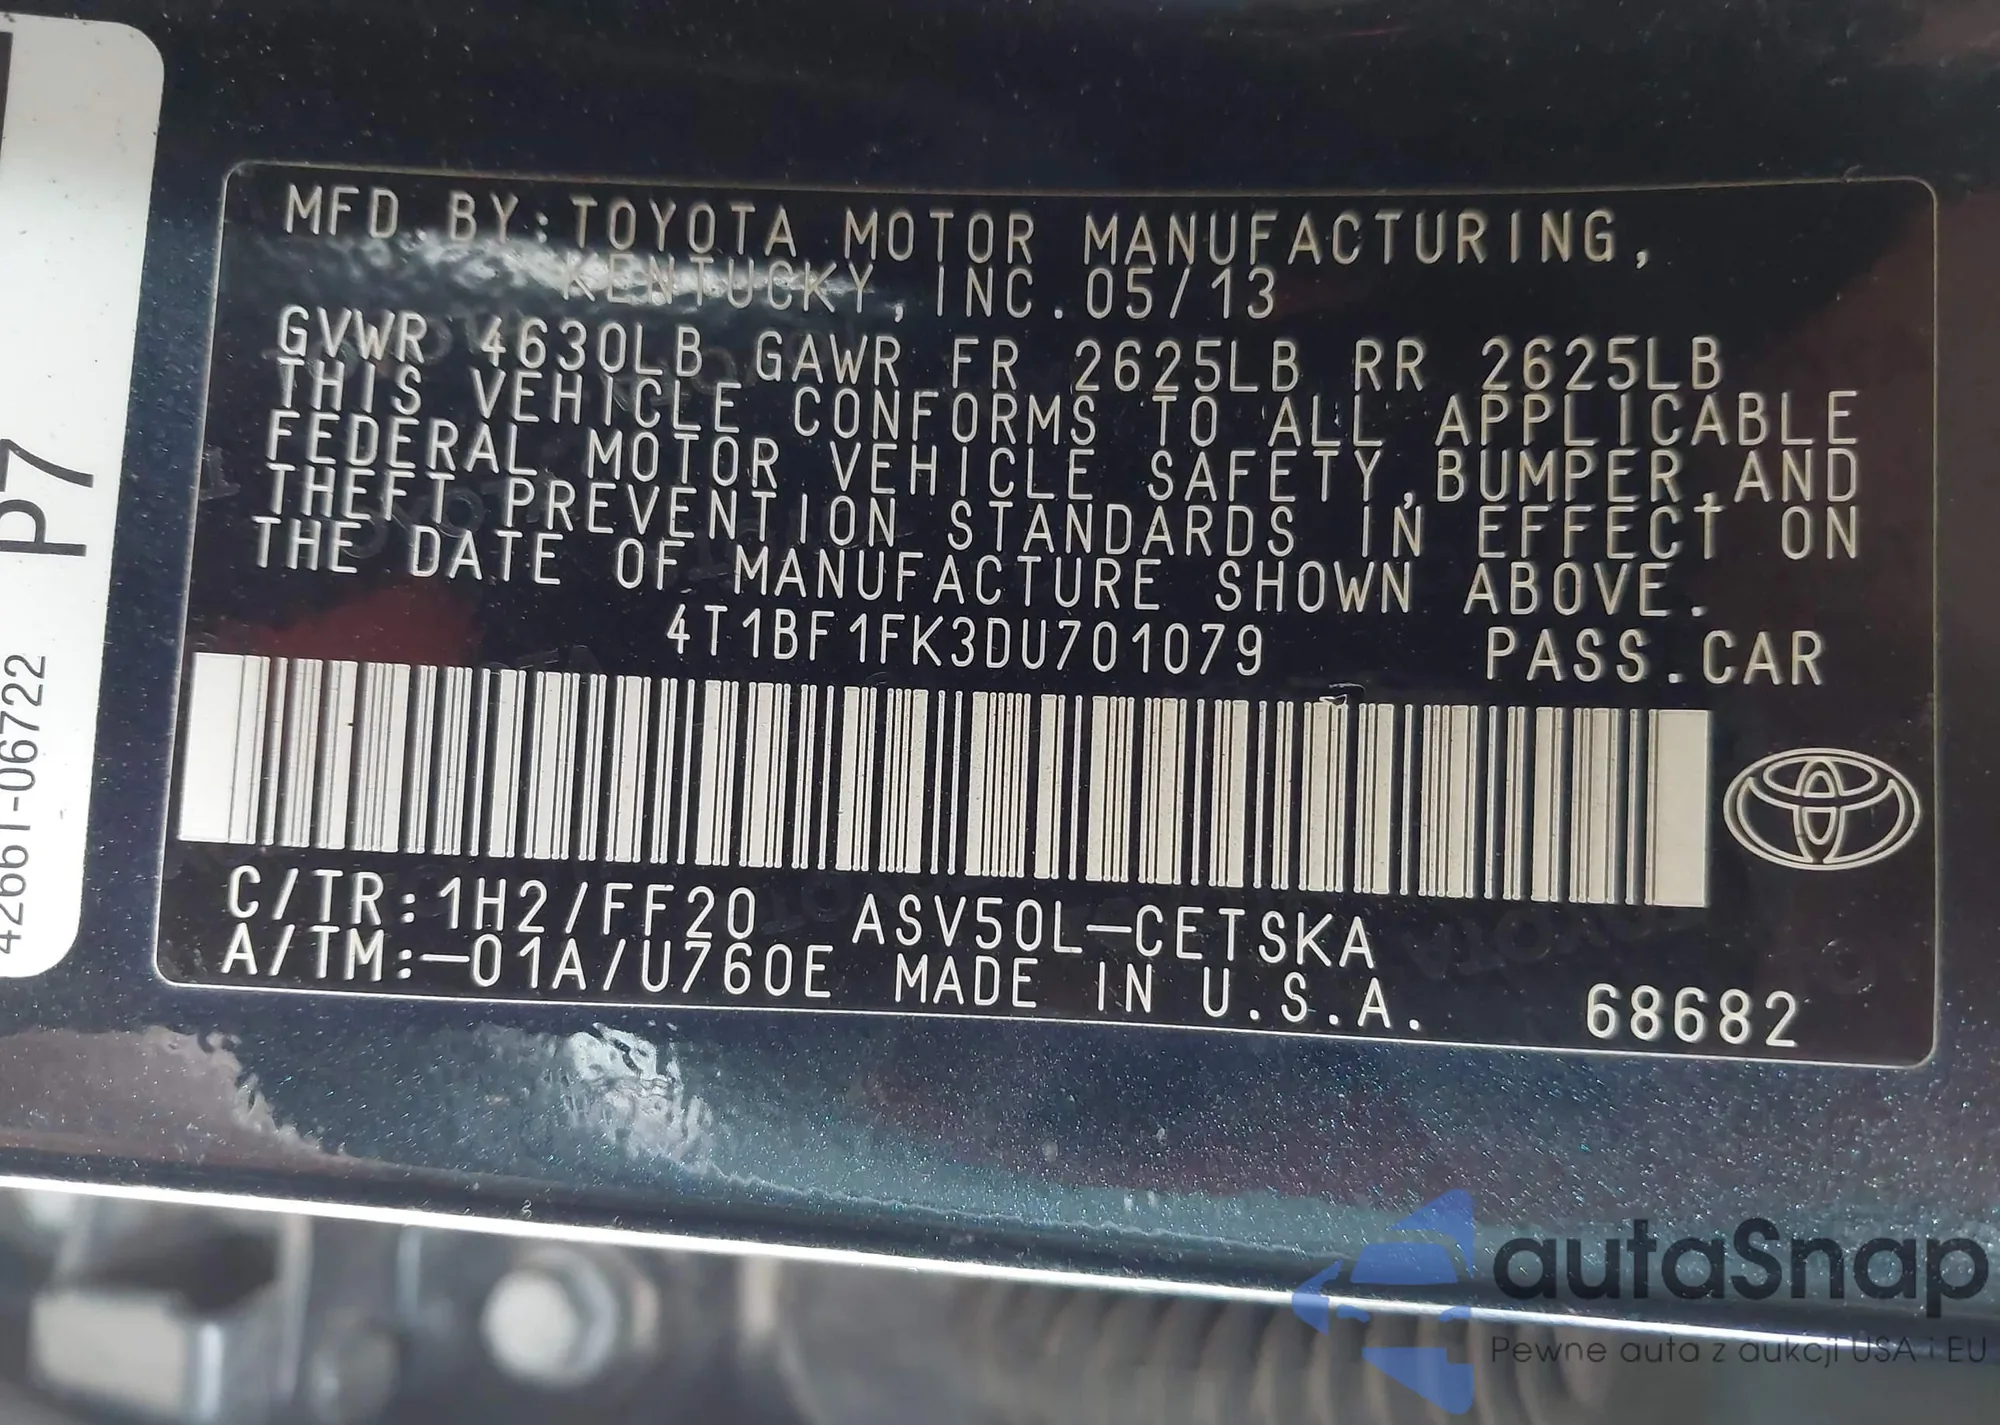 MFD BY: TOYOTA MOTOR MANUFACTURING,
KENTUCKY, INC. 05/13
GVWR 4630LB GAWR FR 2625LB RR 2625LB
THIS VEHICLE CONFORMS TO ALL APPLICABLE
FEDERAL MOTOR VEHICLE SAFETY, BUMPER, AND
THEFT PREVENTION STANDARDS IN EFFECT ON
THE DATE OF MANUFACTURE SHOWN ABOVE.
4T1BF1FK3DU701079 PASS. CAR
C/TR: 1H2/FF20 ASV50L-CETSKA
A/TM:-01A/U760E MADE IN U.S.A. 68682
P7
42661-06722
autaSnap
Pewne auta z aukcji USA i EU